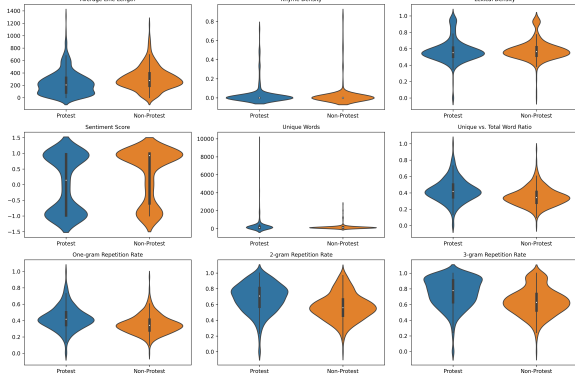 Average Line Length
Rhyme Density
Lexical Density
1400
1200
1000
800
600
400
200
0
Protest
Non-Protest
0.8
0.6
0.4
0.2
0.0
Protest
Non-Protest
1.0
0.8
0.6
0.4
0.2
0.0
Protest
Non-Protest
Sentiment Score
Unique Words
Unique vs. Total Word Ratio
1.5
1.0
0.5
0.0
−0.5
−1.0
−1.5
Protest
Non-Protest
10000
8000
6000
4000
2000
0
Protest
Non-Protest
1.0
0.8
0.6
0.4
0.2
0.0
Protest
Non-Protest
One-gram Repetition Rate
2-gram Repetition Rate
3-gram Repetition Rate
1.0
0.8
0.6
0.4
0.2
0.0
Protest
Non-Protest
1.0
0.8
0.6
0.4
0.2
0.0
Protest
Non-Protest
1.0
0.8
0.6
0.4
0.2
0.0
Protest
Non-Protest